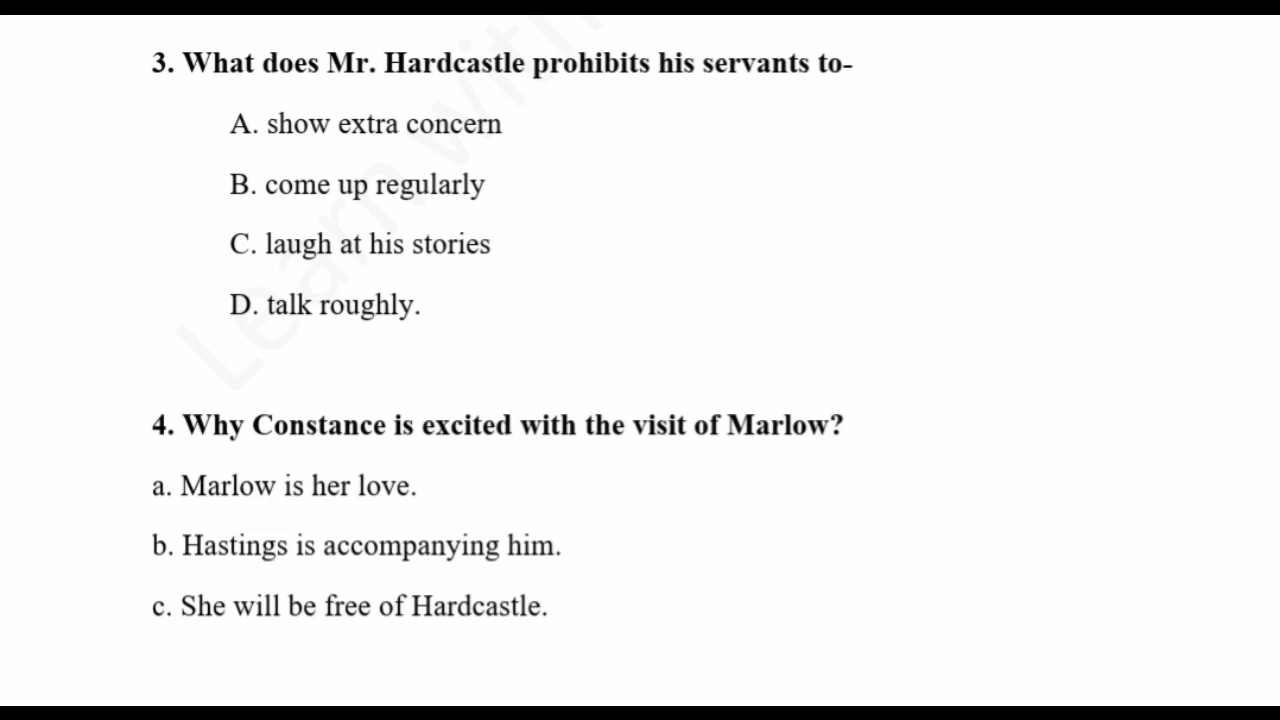 3. What does Mr. Hardcastle prohibits his servants to-
A. show extra concern
B. come up regularly
C. laugh at his stories
D. talk roughly.
4. Why Constance is excited with the visit of Marlow?
a. Marlow is her love.
b. Hastings is accompanying him.
c. She will be free of Hardcastle.
Learn with